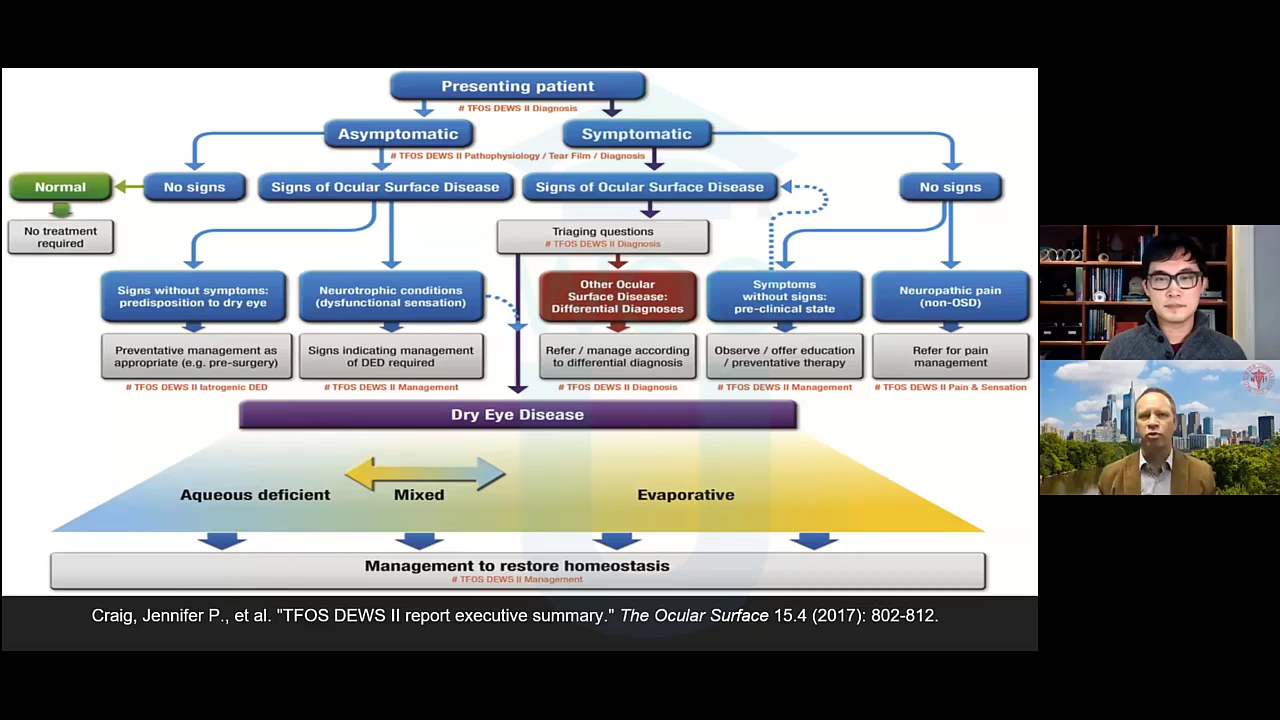 Presenting patient
# TFOS DEWS II Diagnosis
Asymptomatic
Symptomatic
# TFOS DEWS II Pathophysiology / Tear Film / Diagnosis
Normal
No signs
Signs of Ocular Surface Disease
Signs of Ocular Surface Disease
No signs
No treatment
required
Triaging questions
# TFOS DEWS II Diagnosis
Signs without symptoms:
predisposition to dry eye
Neurotrophic conditions
(dysfunctional sensation)
Other Ocular
Surface Disease:
Differential Diagnoses
Symptoms
without signs:
pre-clinical state
Neuropathic pain
(non-OSD)
Preventative management as
appropriate (e.g. pre-surgery)
Signs indicating management
of DED required
Refer / manage according
to differential diagnosis
Observe / offer education
/ preventative therapy
Refer for pain
management
# TFOS DEWS II Iatrogenic DED
# TFOS DEWS II Management
# TFOS DEWS II Diagnosis
# TFOS DEWS II Management
# TFOS DEWS II Pain & Sensation
Dry Eye Disease
Aqueous deficient
Mixed
Evaporative
Management to restore homeostasis
# TFOS DEWS II Management
Craig, Jennifer P., et al. "TFOS DEWS II report executive summary." The Ocular Surface 15.4 (2017): 802-812.